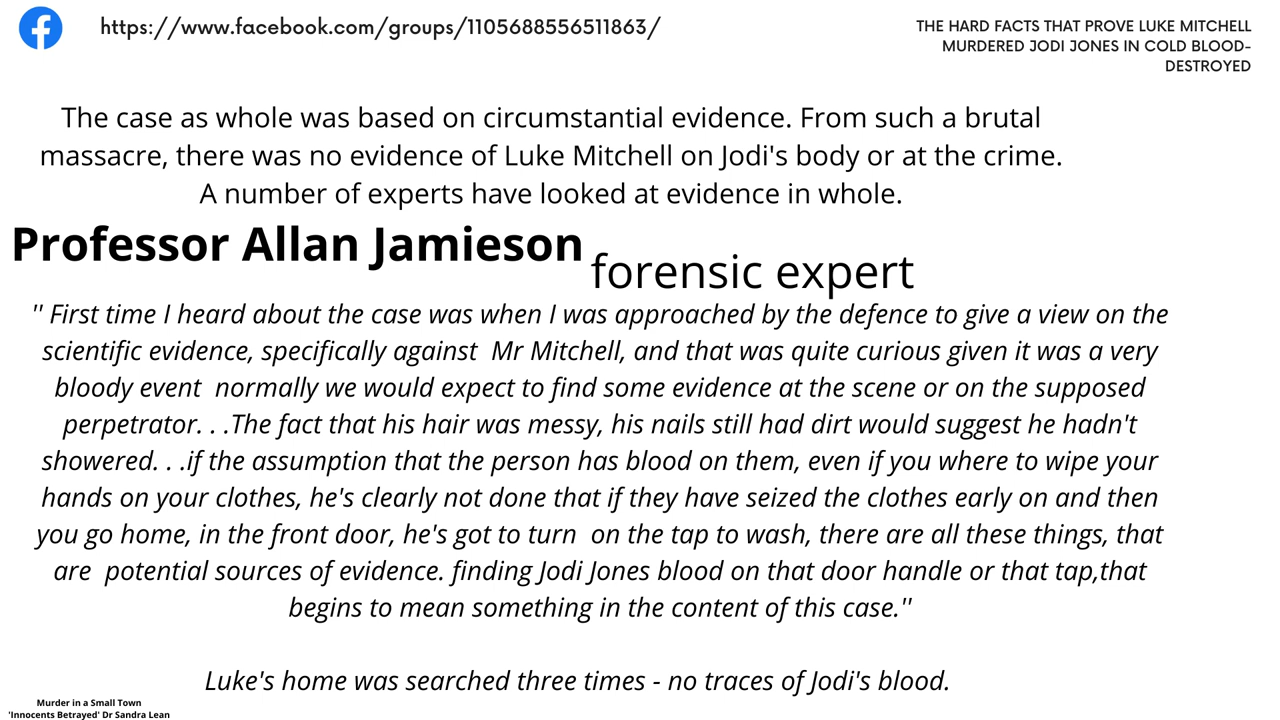 https://www.facebook.com/groups/1105688556511863/
THE HARD FACTS THAT PROVE LUKE MITCHELL
MURDERED JODI JONES IN COLD BLOOD-
DESTROYED
The case as whole was based on circumstantial evidence. From such a brutal
massacre, there was no evidence of Luke Mitchell on Jodi's body or at the crime.
A number of experts have looked at evidence in whole.
Professor Allan Jamieson forensic expert
'' First time I heard about the case was when I was approached by the defence to give a view on the
scientific evidence, specifically against  Mr Mitchell, and that was quite curious given it was a very
bloody event  normally we would expect to find some evidence at the scene or on the supposed
perpetrator. . .The fact that his hair was messy, his nails still had dirt would suggest he hadn't
showered. . .if the assumption that the person has blood on them, even if you where to wipe your
hands on your clothes, he's clearly not done that if they have seized the clothes early on and then
you go home, in the front door, he's got to turn  on the tap to wash, there are all these things, that
are  potential sources of evidence. finding Jodi Jones blood on that door handle or that tap,that
begins to mean something in the content of this case.''
Luke's home was searched three times - no traces of Jodi's blood.
Murder in a Small Town
'Innocents Betrayed' Dr Sandra Lean